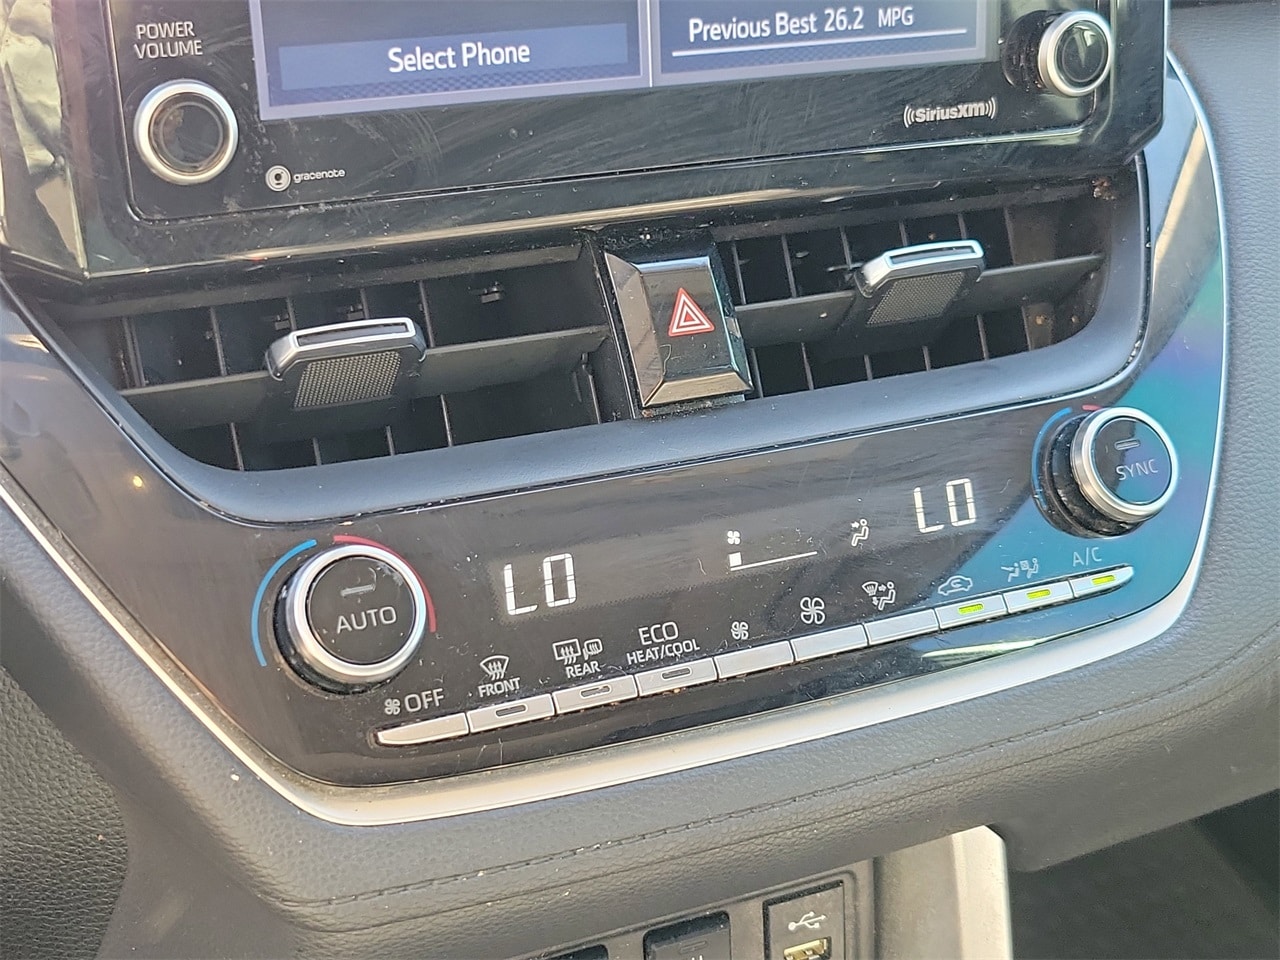 POWER
VOLUME
Select Phone
Previous Best 26.2 MPG
SiriusXM
gracenote
SYNC
LO
LO
AUTO
A/C
ECO
HEAT/COOL
REAR
FRONT
OFF